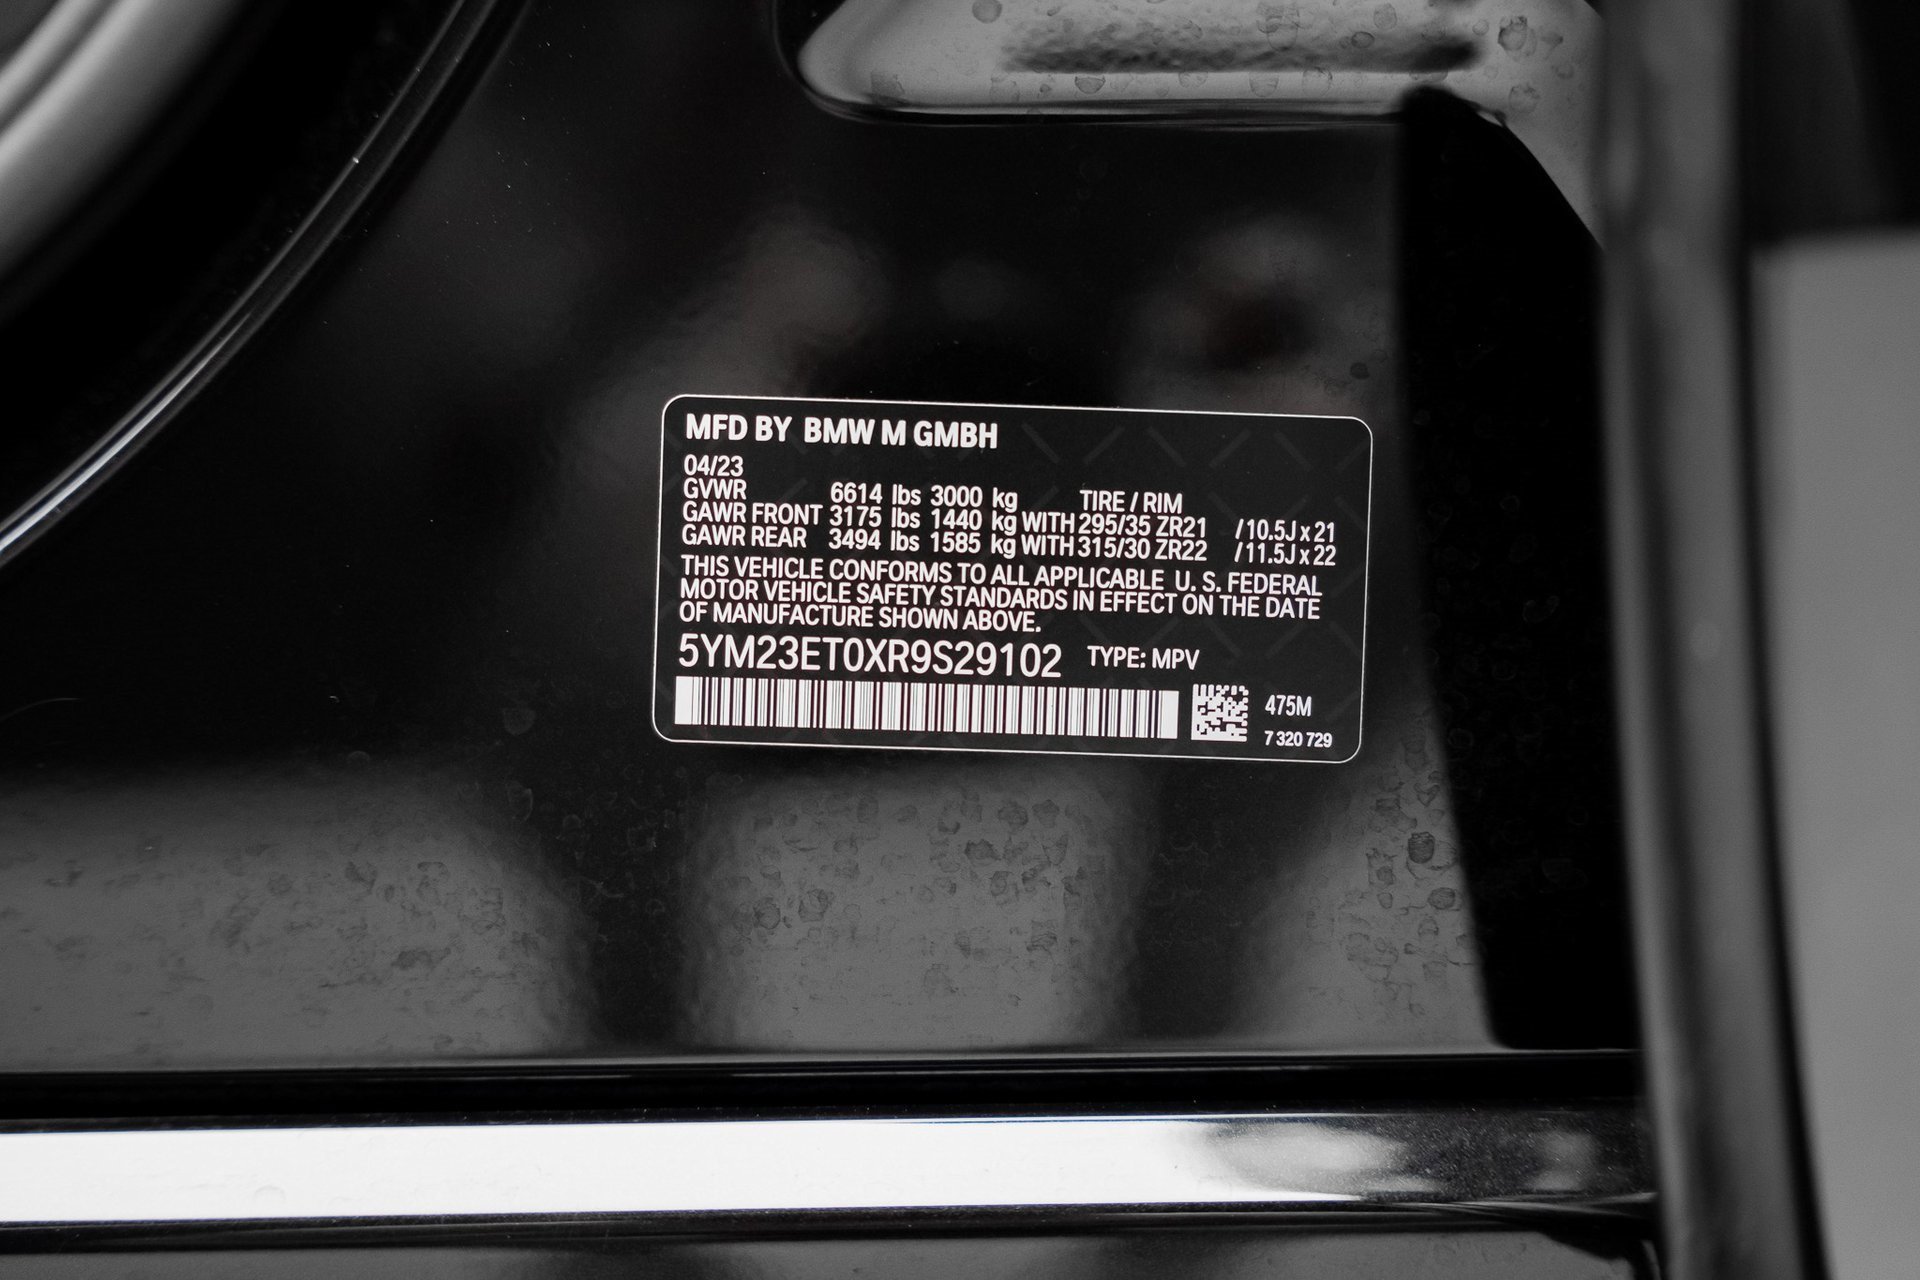 MFD BY BMW M GMBH
04/23
GVWR 6614 lbs 3000 kg TIRE / RIM
GAWR FRONT 3175 lbs 1440 kg WITH 295/35 ZR21 /10.5J x 21
GAWR REAR 3494 lbs 1585 kg WITH 315/30 ZR22 /11.5J x 22
THIS VEHICLE CONFORMS TO ALL APPLICABLE U. S. FEDERAL
MOTOR VEHICLE SAFETY STANDARDS IN EFFECT ON THE DATE
OF MANUFACTURE SHOWN ABOVE.
5YM23ET0XR9S29102 TYPE: MPV
475M
7 320 729